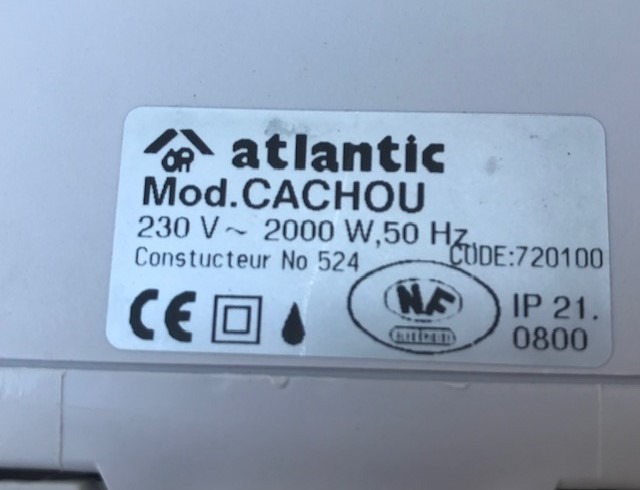 atlantic
Mod.CACHOU
230 V ~ 2000 W,50 Hz
Constucteur No 524
CODE:720100
CE
NF
IP 21.
0800